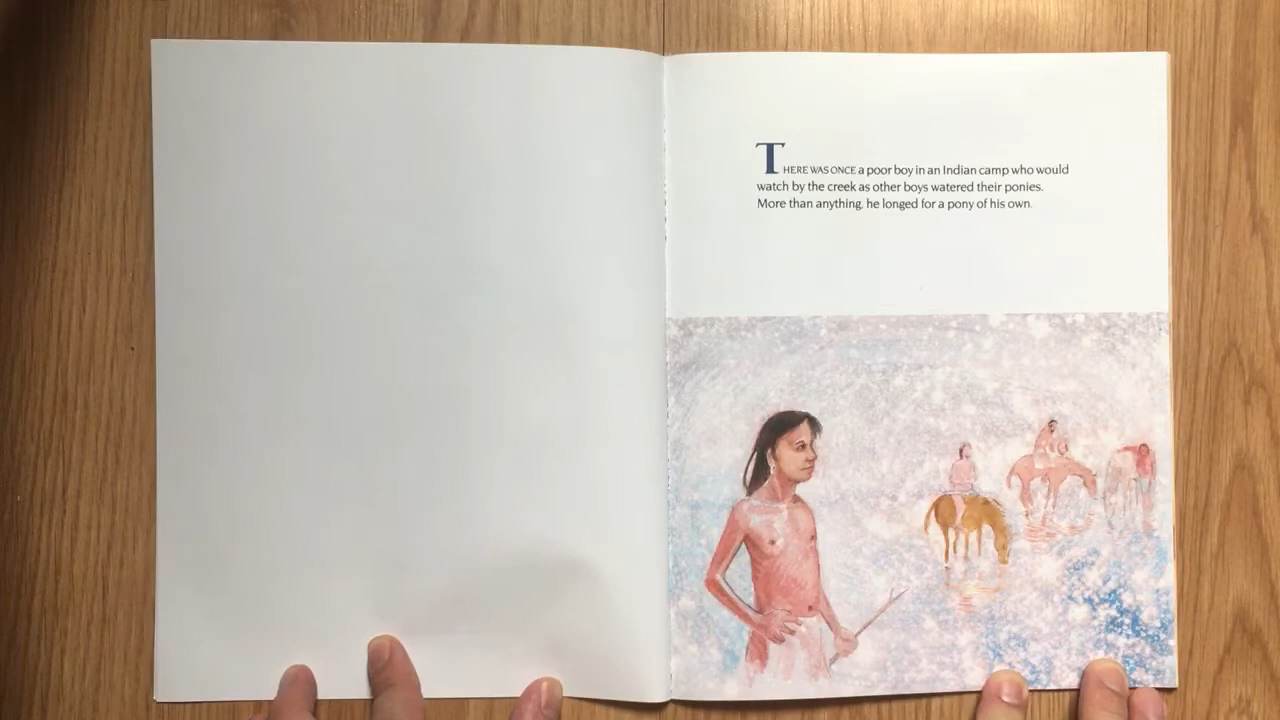 THERE WAS ONCE a poor boy in an Indian camp who would
watch by the creek as other boys watered their ponies.
More than anything, he longed for a pony of his own.